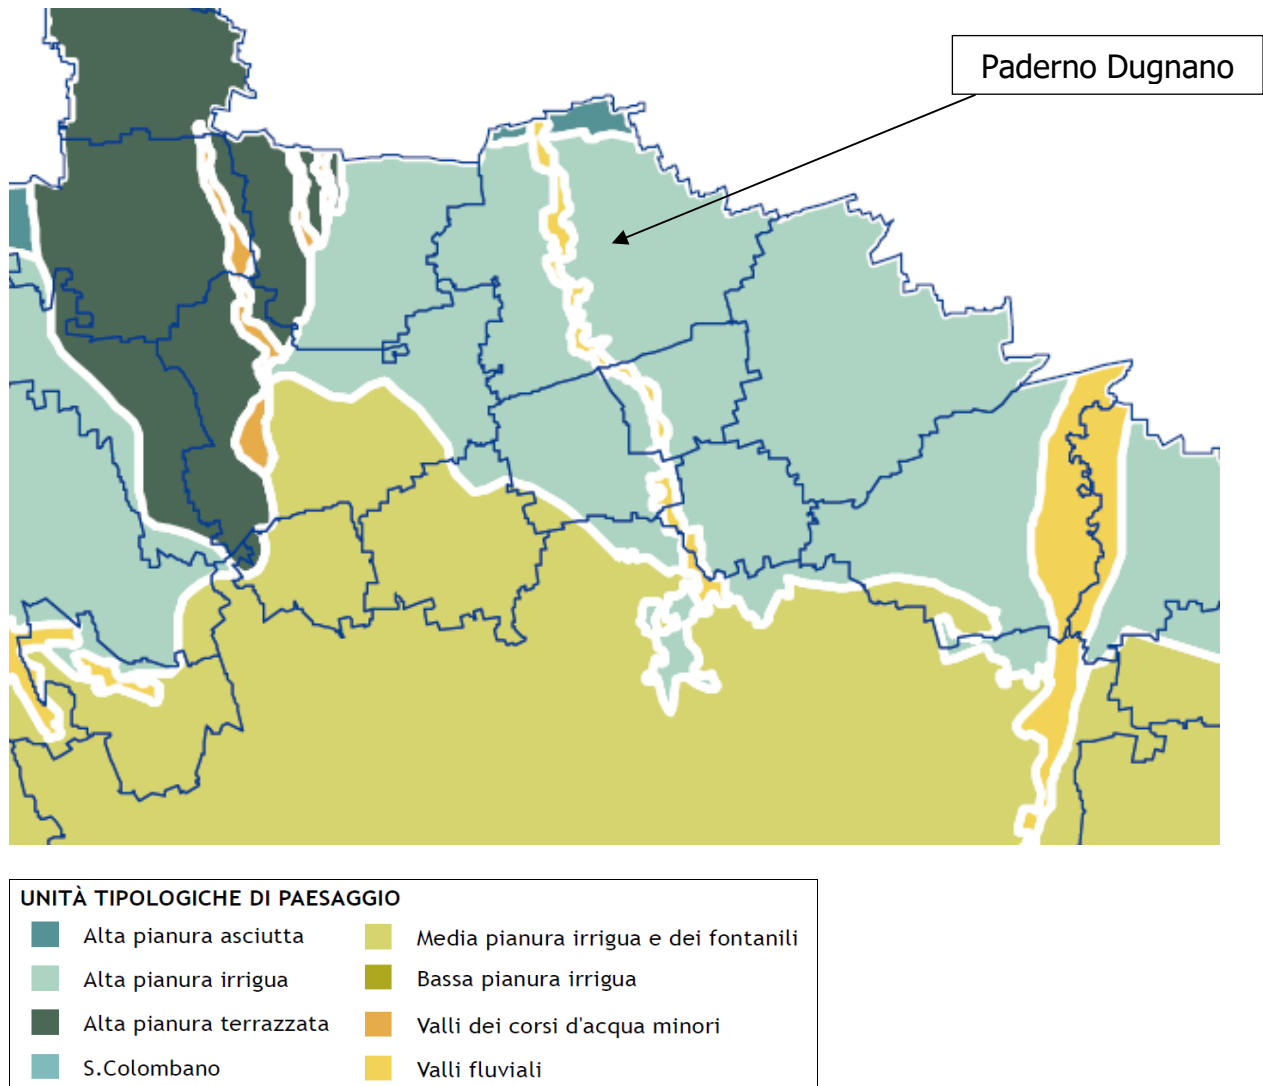 Paderno Dugnano
UNITÀ TIPOLOGICHE DI PAESAGGIO
Alta pianura asciutta
Alta pianura irrigua
Alta pianura terrazzata
S.Colombano
Media pianura irrigua e dei fontanili
Bassa pianura irrigua
Valli dei corsi d'acqua minori
Valli fluviali